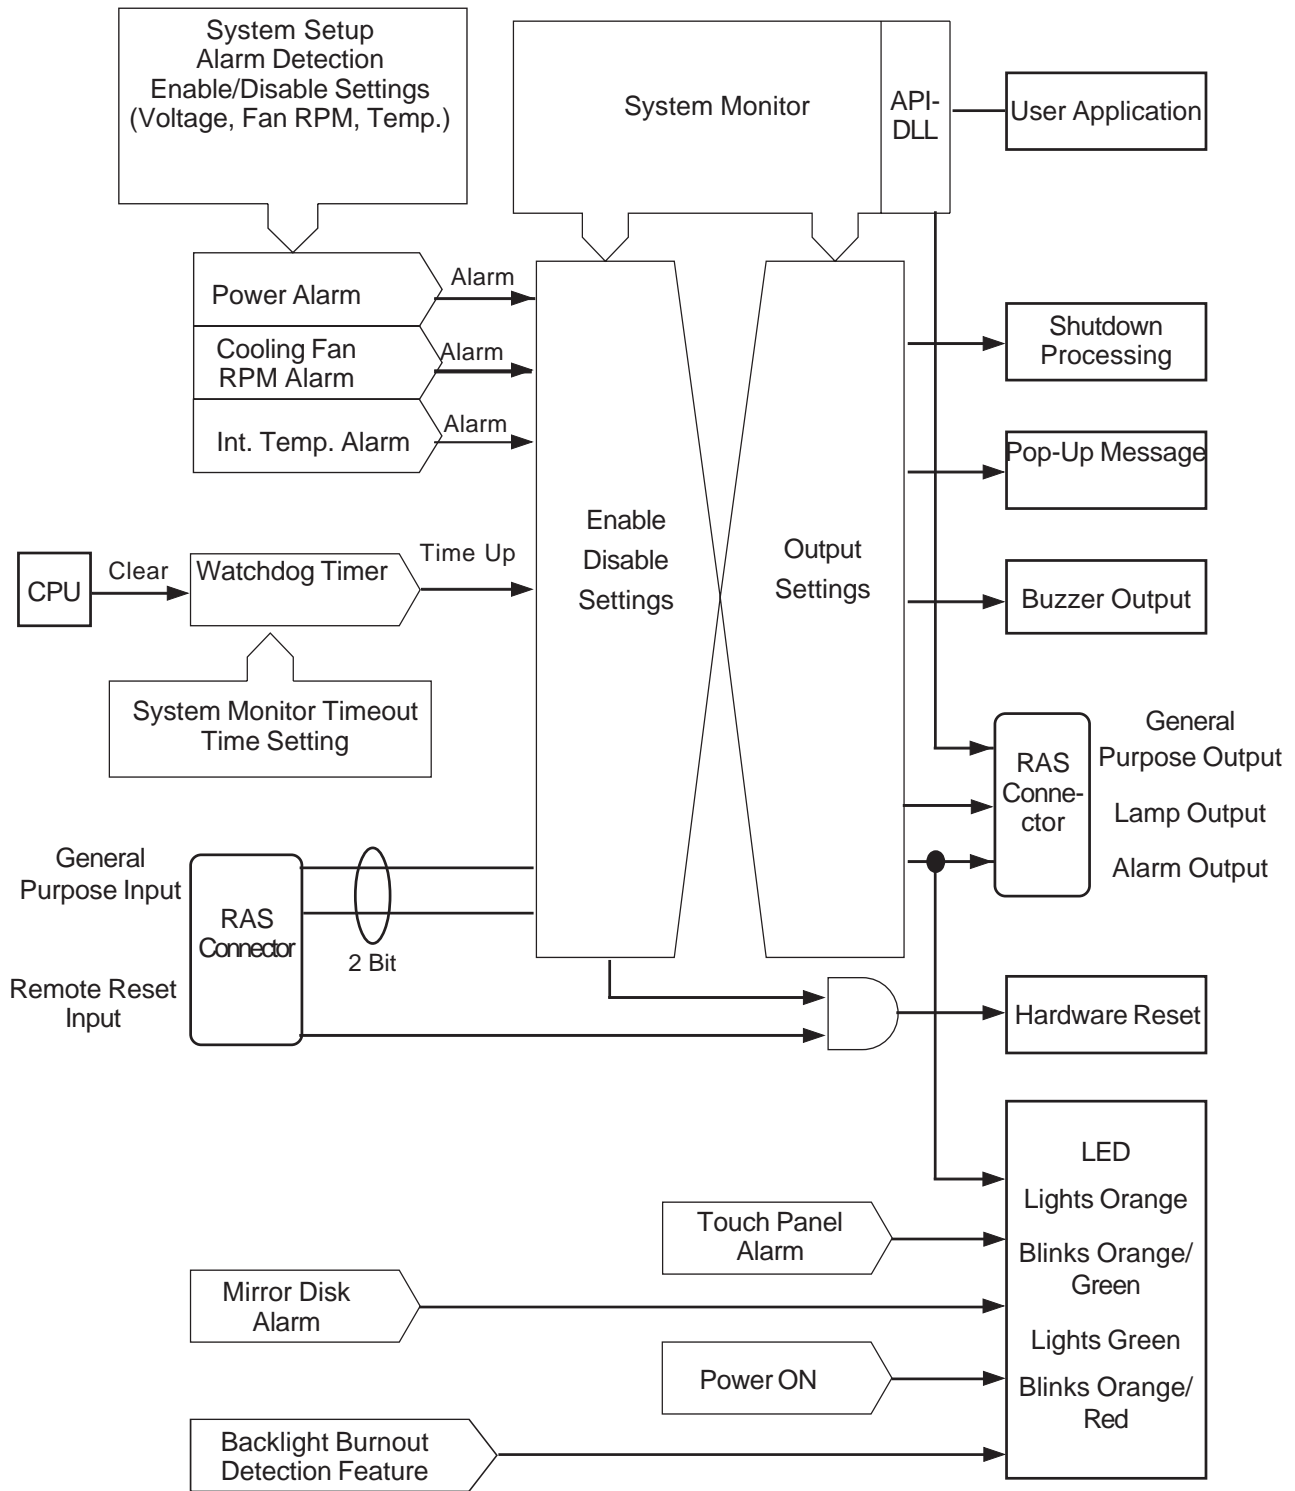 System Setup
Alarm Detection
Enable/Disable Settings
(Voltage, Fan RPM, Temp.)
System Monitor
API-
DLL
User Application
Power Alarm
Alarm
Cooling Fan
RPM Alarm
Alarm
Int. Temp. Alarm
Alarm
Shutdown
Processing
Pop-Up Message
Enable
Disable
Settings
Output
Settings
CPU
Clear
Watchdog Timer
Time Up
Buzzer Output
System Monitor Timeout
Time Setting
RAS
Conne-
ctor
General
Purpose Output
Lamp Output
Alarm Output
General
Purpose Input
RAS
Connector
2 Bit
Remote Reset
Input
Hardware Reset
LED
Lights Orange
Blinks Orange/
Green
Lights Green
Blinks Orange/
Red
Touch Panel
Alarm
Mirror Disk
Alarm
Power ON
Backlight Burnout
Detection Feature